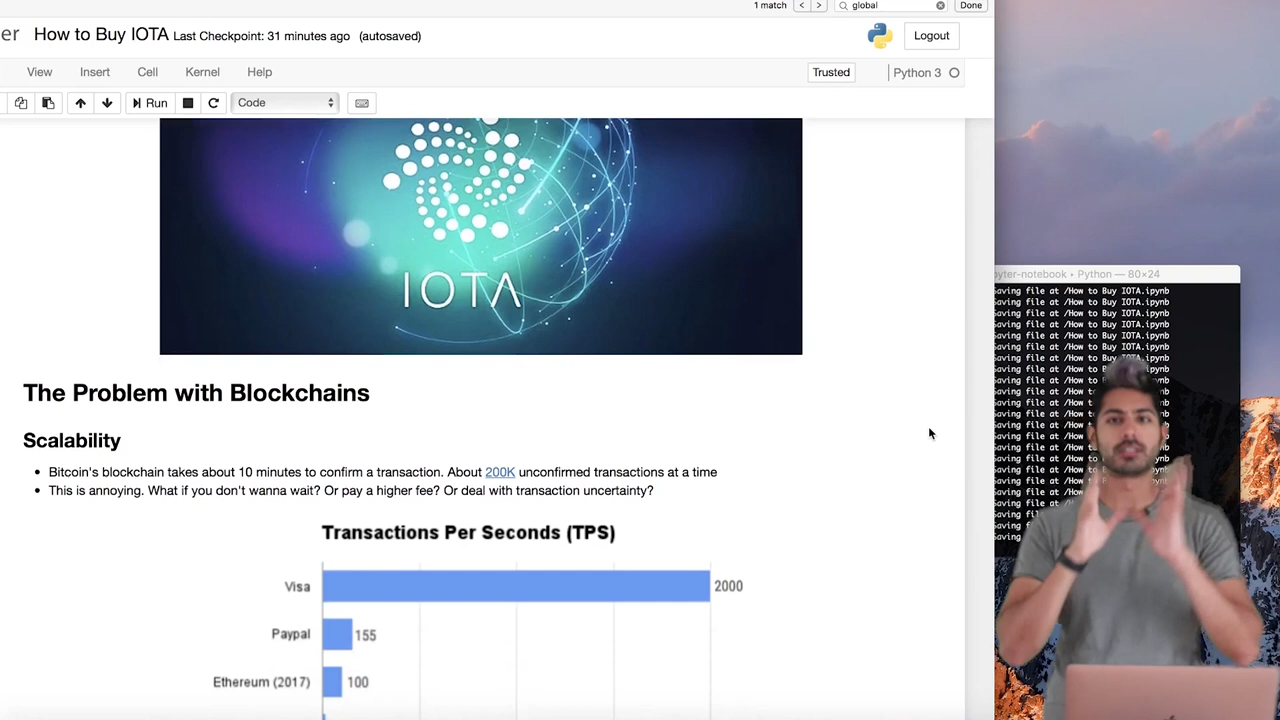 1 match
global
Done
er How to Buy IOTA Last Checkpoint: 31 minutes ago (autosaved)
Logout
View Insert Cell Kernel Help
Trusted
Python 3
Run
Code
IOTA
The Problem with Blockchains
Scalability
Bitcoin's blockchain takes about 10 minutes to confirm a transaction. About 200K unconfirmed transactions at a time
This is annoying. What if you don't wanna wait? Or pay a higher fee? Or deal with transaction uncertainty?
Transactions Per Seconds (TPS)
Visa 2000
Paypal 155
Ethereum (2017) 100
yter-notebook • Python — 80×24
Saving file at /How to Buy IOTA.ipynb
Saving file at /How to Buy IOTA.ipynb
Saving file at /How to Buy IOTA.ipynb
Saving file at /How to Buy IOTA.ipynb
Saving file at /How to Buy IOTA.ipynb
Saving file at /How to Buy IOTA.ipynb